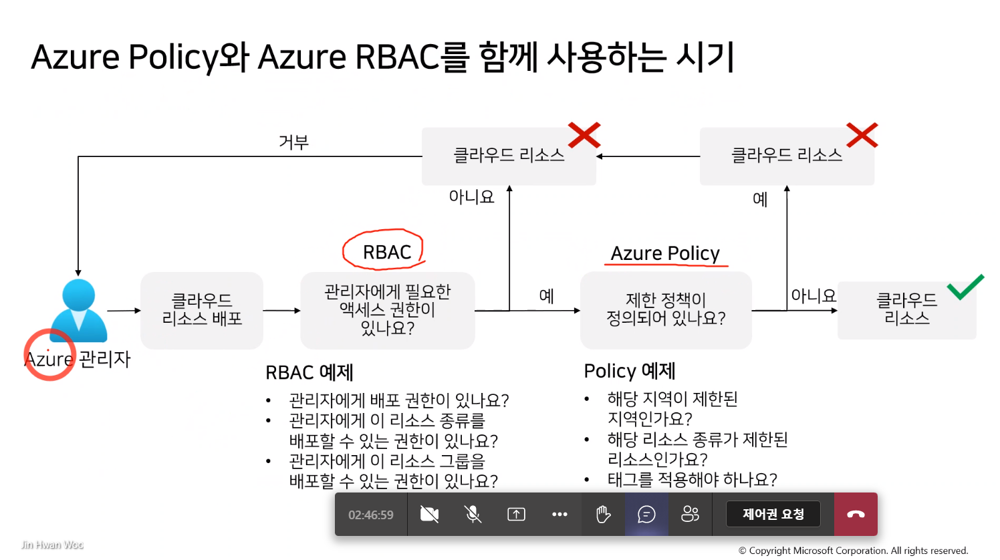 Azure Policy와 Azure RBAC를 함께 사용하는 시기
거부
클라우드 리소스
클라우드 리소스
아니요
예
RBAC
Azure Policy
클라우드
리소스 배포
관리자에게 필요한
액세스 권한이
있나요?
예
제한 정책이
정의되어 있나요?
아니요
클라우드
리소스
Azure 관리자
RBAC 예제
• 관리자에게 배포 권한이 있나요?
• 관리자에게 이 리소스 종류를
배포할 수 있는 권한이 있나요?
• 관리자에게 이 리소스 그룹을
배포할 수 있는 권한이 있나요?
Policy 예제
• 해당 지역이 제한된
지역인가요?
• 해당 리소스 종류가 제한된
리소스인가요?
• 태그를 적용해야 하나요?
02:46:59
제어권 요청
Jin Hwan Woo
© Copyright Microsoft Corporation. All rights reserved.